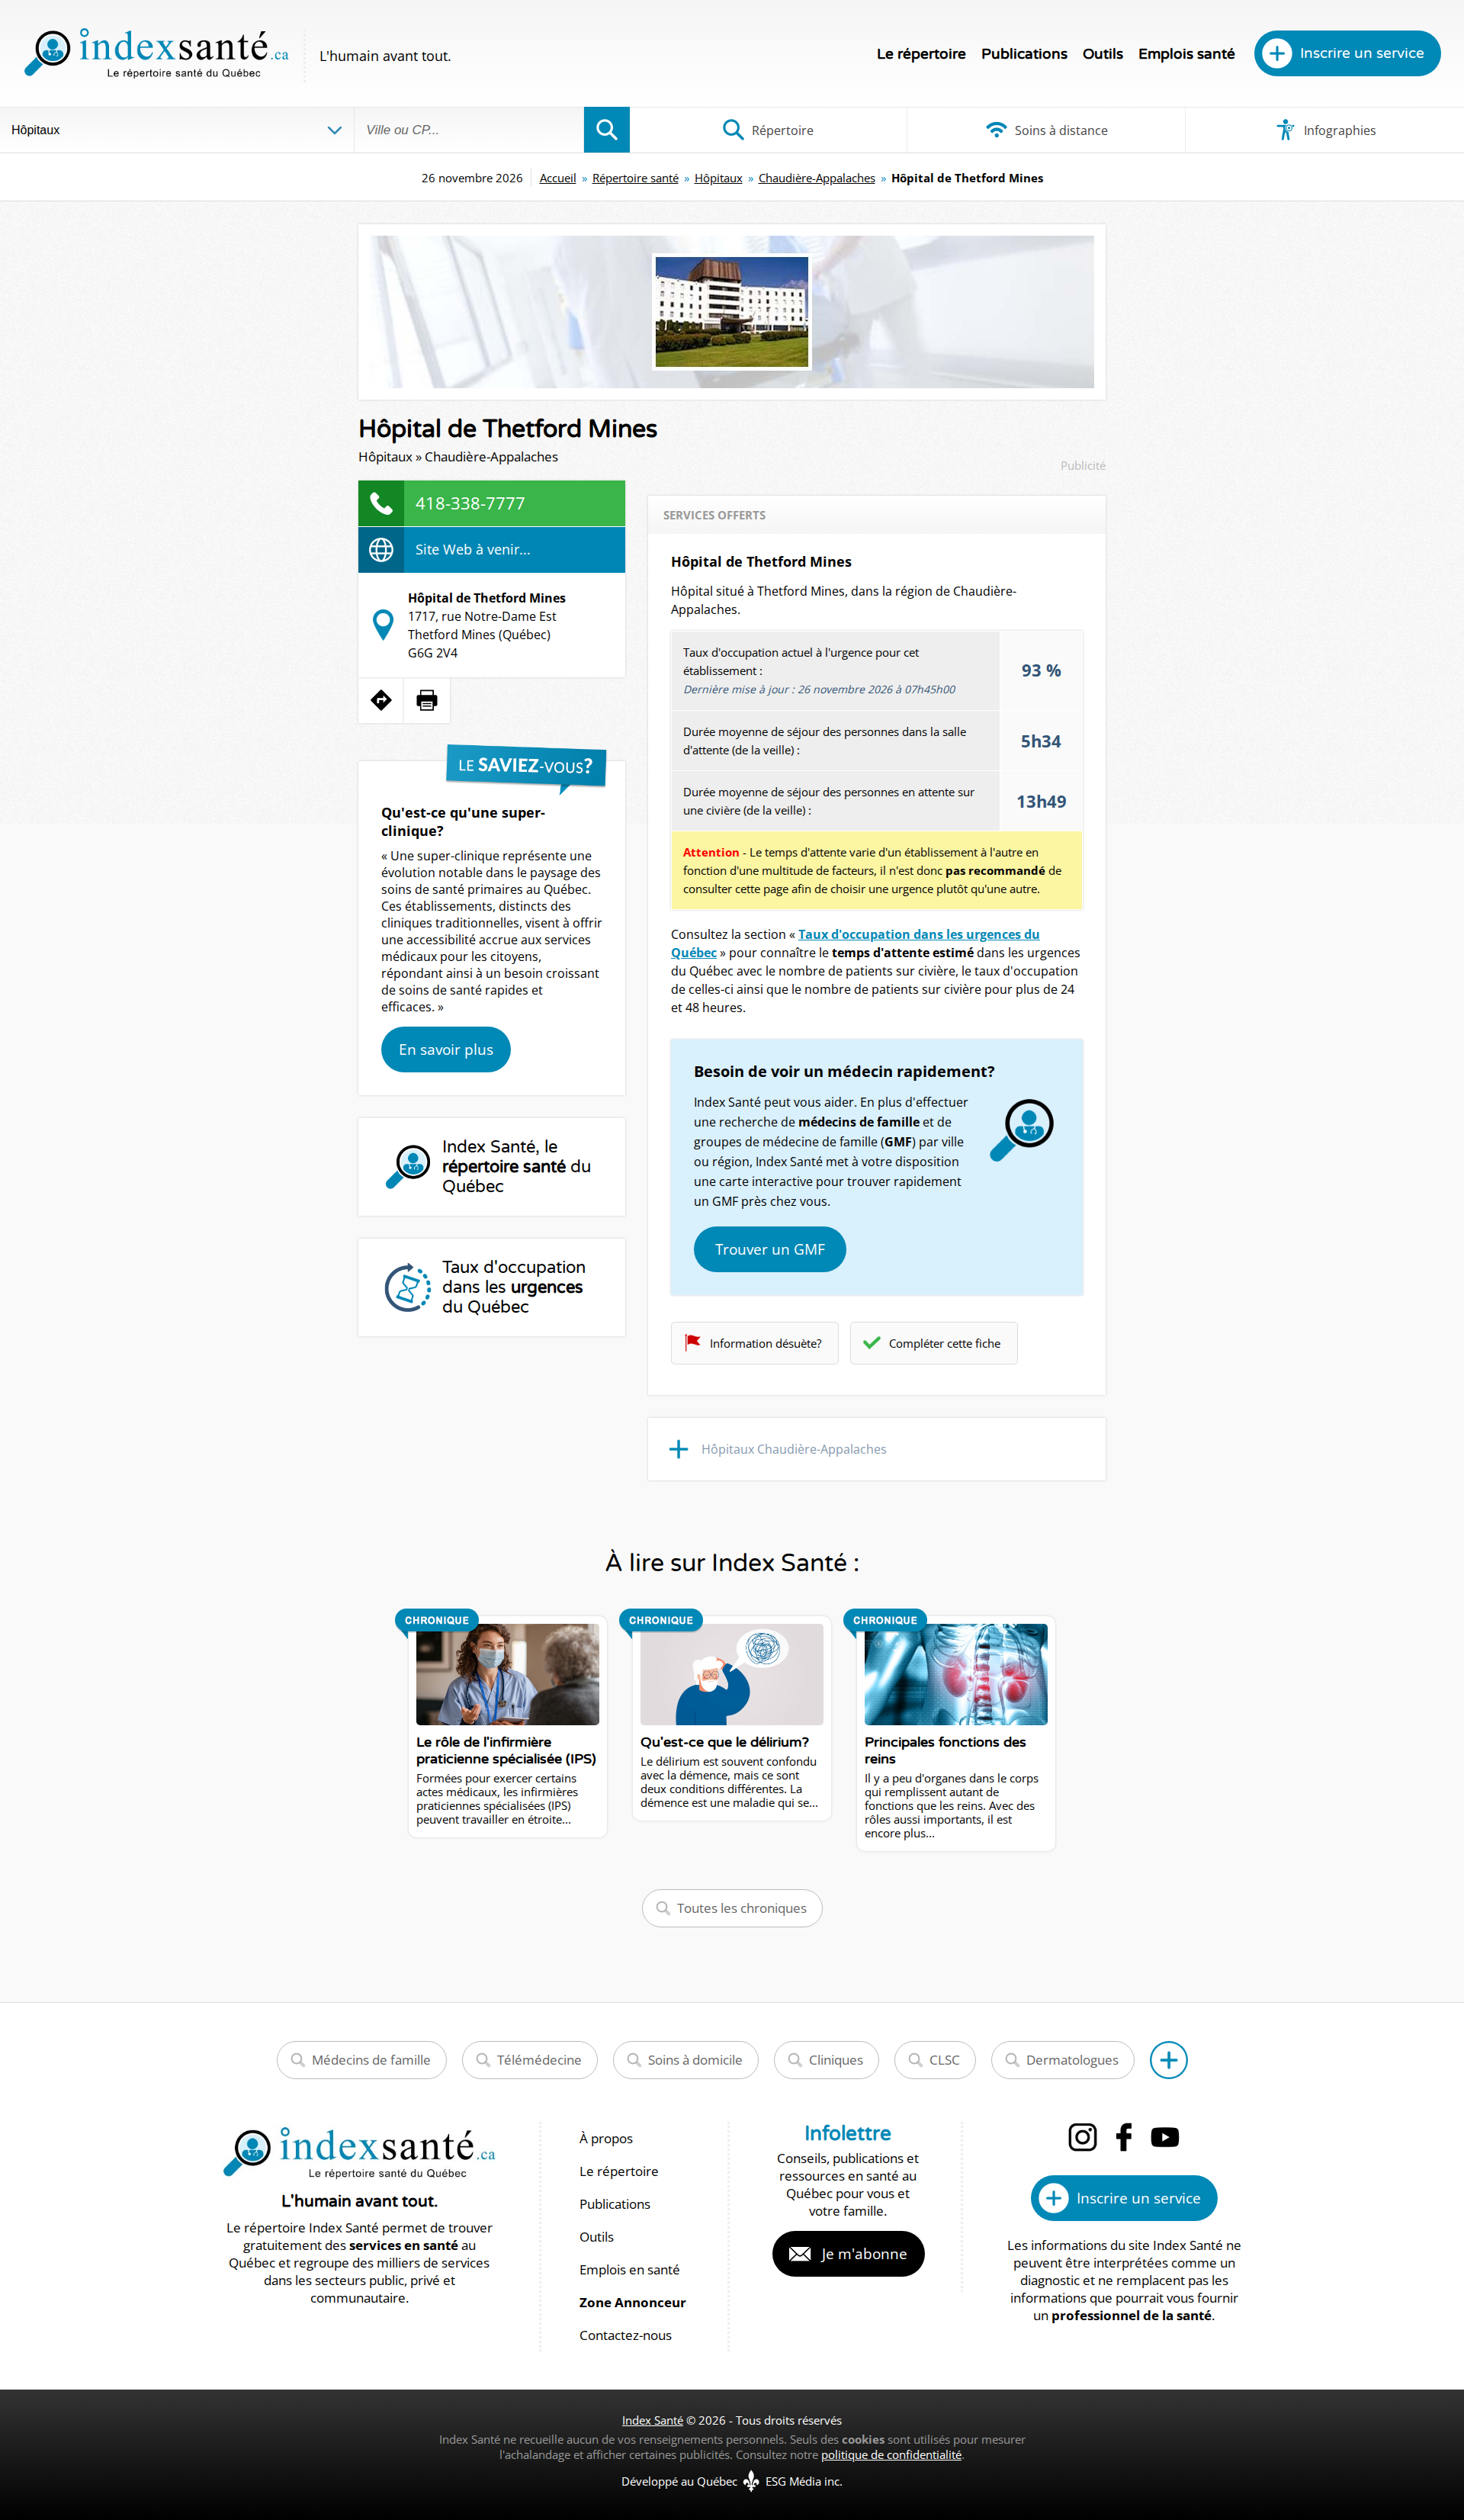 indexsanté.ca
Le répertoire santé du Québec
L'humain avant tout.
Le répertoire
Publications
Outils
Emplois santé
Inscrire un service
Hôpitaux
Ville ou CP...
Répertoire
Soins à distance
Infographies
26 novembre 2026
Accueil » Répertoire santé » Hôpitaux » Chaudière-Appalaches » Hôpital de Thetford Mines
Hôpital de Thetford Mines
Hôpitaux » Chaudière-Appalaches
Publicité
418-338-7777
Site Web à venir...
Hôpital de Thetford Mines
1717, rue Notre-Dame Est
Thetford Mines (Québec)
G6G 2V4
LE SAVIEZ-VOUS?
Qu'est-ce qu'une super-
clinique?
« Une super-clinique représente une
évolution notable dans le paysage des
soins de santé primaires au Québec.
Ces établissements, distincts des
cliniques traditionnelles, visent à offrir
une accessibilité accrue aux services
médicaux pour les citoyens,
répondant ainsi à un besoin croissant
de soins de santé rapides et
efficaces. »
En savoir plus
Index Santé, le
répertoire santé du
Québec
Taux d'occupation
dans les urgences
du Québec
SERVICES OFFERTS
Hôpital de Thetford Mines
Hôpital situé à Thetford Mines, dans la région de Chaudière-
Appalaches.
Taux d'occupation actuel à l'urgence pour cet
établissement :
Dernière mise à jour : 26 novembre 2026 à 07h45h00
93 %
Durée moyenne de séjour des personnes dans la salle
d'attente (de la veille) :
5h34
Durée moyenne de séjour des personnes en attente sur
une civière (de la veille) :
13h49
Attention - Le temps d'attente varie d'un établissement à l'autre en
fonction d'une multitude de facteurs, il n'est donc pas recommandé de
consulter cette page afin de choisir une urgence plutôt qu'une autre.
Consultez la section « Taux d'occupation dans les urgences du
Québec » pour connaître le temps d'attente estimé dans les urgences
du Québec avec le nombre de patients sur civière, le taux d'occupation
de celles-ci ainsi que le nombre de patients sur civière pour plus de 24
et 48 heures.
Besoin de voir un médecin rapidement?
Index Santé peut vous aider. En plus d'effectuer
une recherche de médecins de famille et de
groupes de médecine de famille (GMF) par ville
ou région, Index Santé met à votre disposition
une carte interactive pour trouver rapidement
un GMF près chez vous.
Trouver un GMF
Information désuète?
Compléter cette fiche
Hôpitaux Chaudière-Appalaches
À lire sur Index Santé :
CHRONIQUE
Le rôle de l'infirmière
praticienne spécialisée (IPS)
Formées pour exercer certains
actes médicaux, les infirmières
praticiennes spécialisées (IPS)
peuvent travailler en étroite...
CHRONIQUE
Qu'est-ce que le délirium?
Le délirium est souvent confondu
avec la démence, mais ce sont
deux conditions différentes. La
démence est une maladie qui se...
CHRONIQUE
Principales fonctions des
reins
Il y a peu d'organes dans le corps
qui remplissent autant de
fonctions que les reins. Avec des
rôles aussi importants, il est
encore plus...
Toutes les chroniques
Médecins de famille
Télémédecine
Soins à domicile
Cliniques
CLSC
Dermatologues
indexsanté.ca
Le répertoire santé du Québec
L'humain avant tout.
Le répertoire Index Santé permet de trouver
gratuitement des services en santé au
Québec et regroupe des milliers de services
dans les secteurs public, privé et
communautaire.
À propos
Le répertoire
Publications
Outils
Emplois en santé
Zone Annonceur
Contactez-nous
Infolettre
Conseils, publications et
ressources en santé au
Québec pour vous et
votre famille.
Je m'abonne
Inscrire un service
Les informations du site Index Santé ne
peuvent être interprétées comme un
diagnostic et ne remplacent pas les
informations que pourrait vous fournir
un professionnel de la santé.
Index Santé © 2026 - Tous droits réservés
Index Santé ne recueille aucun de vos renseignements personnels. Seuls des cookies sont utilisés pour mesurer
l'achalandage et afficher certaines publicités. Consultez notre politique de confidentialité.
Développé au Québec ESG Média inc.